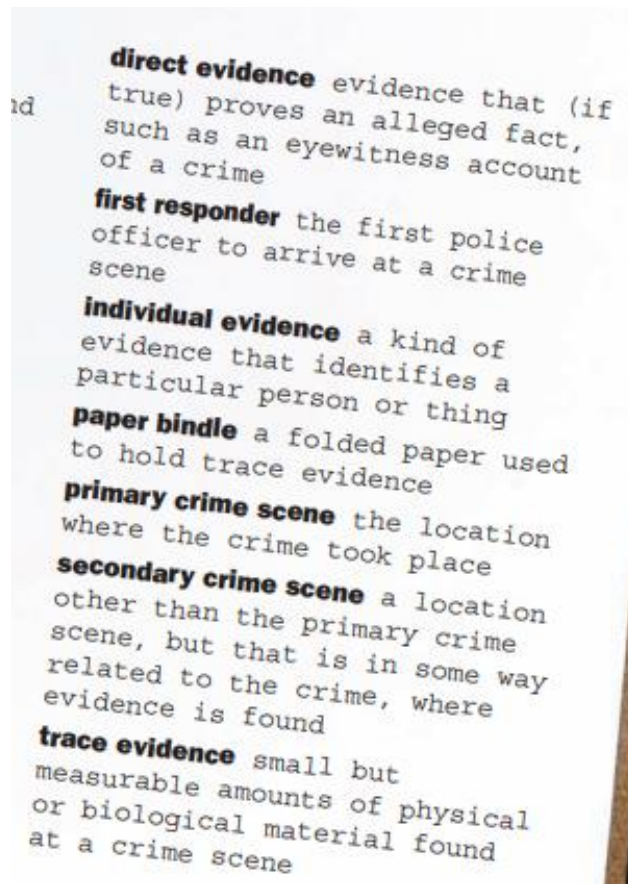 direct evidence evidence that (if
true) proves an alleged fact,
such as an eyewitness account
of a crime
first responder the first police
officer to arrive at a crime
scene
individual evidence a kind of
evidence that identifies a
particular person or thing
paper bindle a folded paper used
to hold trace evidence
primary crime scene the location
where the crime took place
secondary crime scene a location
other than the primary crime
scene, but that is in some way
related to the crime, where
evidence is found
trace evidence small but
measurable amounts of physical
or biological material found
at a crime scene